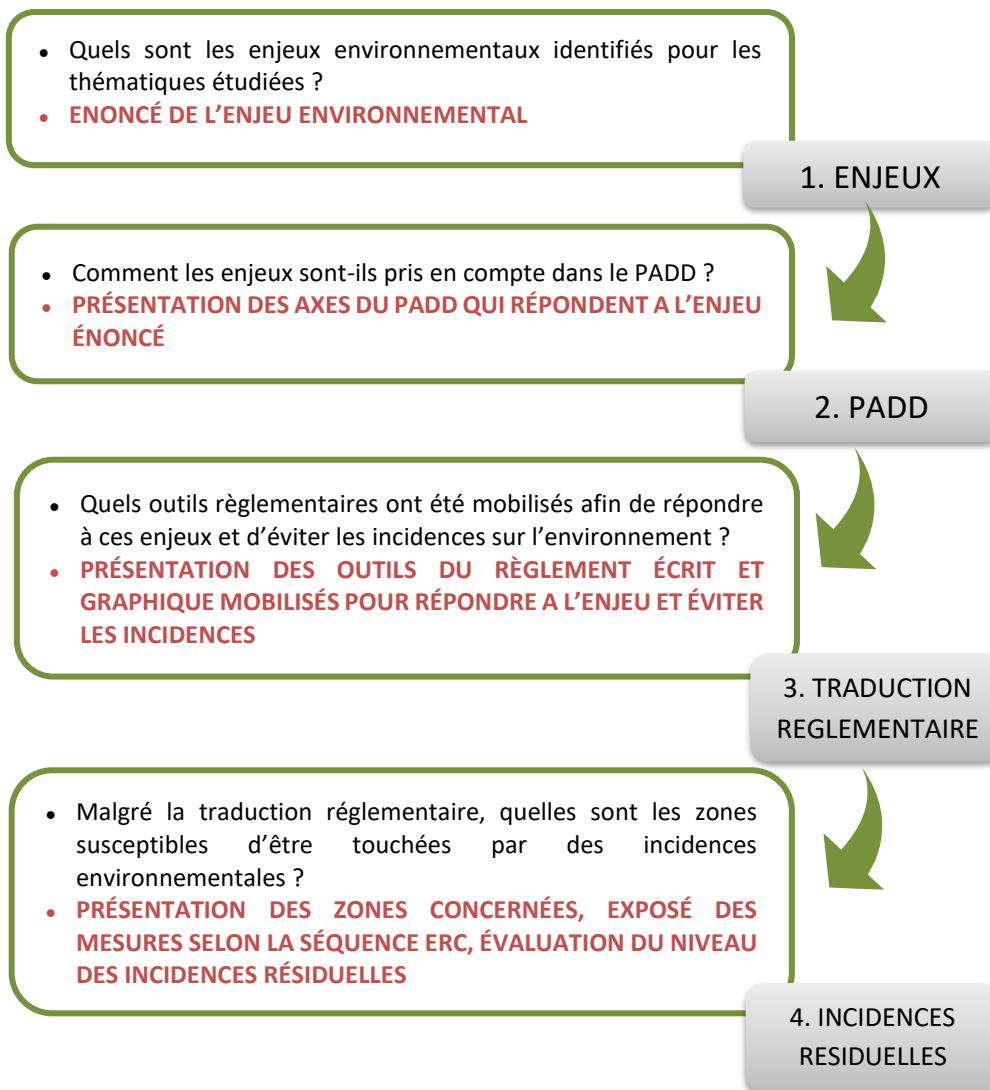 • Quels sont les enjeux environnementaux identifiés pour les
thématiques étudiées ?
• ENONCÉ DE L’ENJEU ENVIRONNEMENTAL
1. ENJEUX
• Comment les enjeux sont-ils pris en compte dans le PADD ?
• PRÉSENTATION DES AXES DU PADD QUI RÉPONDENT A L’ENJEU
ÉNONCÉ
2. PADD
• Quels outils règlementaires ont été mobilisés afin de répondre
à ces enjeux et d’éviter les incidences sur l’environnement ?
• PRÉSENTATION DES OUTILS DU RÈGLEMENT ÉCRIT ET
GRAPHIQUE MOBILISÉS POUR RÉPONDRE A L’ENJEU ET ÉVITER
LES INCIDENCES
3. TRADUCTION
REGLEMENTAIRE
• Malgré la traduction réglementaire, quelles sont les zones
susceptibles d’être touchées par des incidences
environnementales ?
• PRÉSENTATION DES ZONES CONCERNÉES, EXPOSÉ DES
MESURES SELON LA SÉQUENCE ERC, ÉVALUATION DU NIVEAU
DES INCIDENCES RÉSIDUELLES
4. INCIDENCES
RESIDUELLES